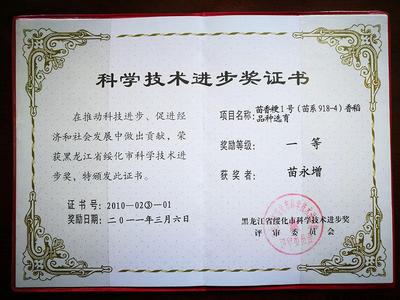 科学技术进步奖证书
在推动科技进步、促进经
济和社会发展中做出贡献，荣
获黑龙江省绥化市科学技术进
步奖，特颁发此证书。
证书号：2010-02③-01
奖励日期：二O一一年三月六日
项目名称：苗香粳1号（苗系918-4）香稻
品种选育
奖励等级：一等
获奖者：苗永增
黑龙江省绥化市科学技术进步奖
评审委员会